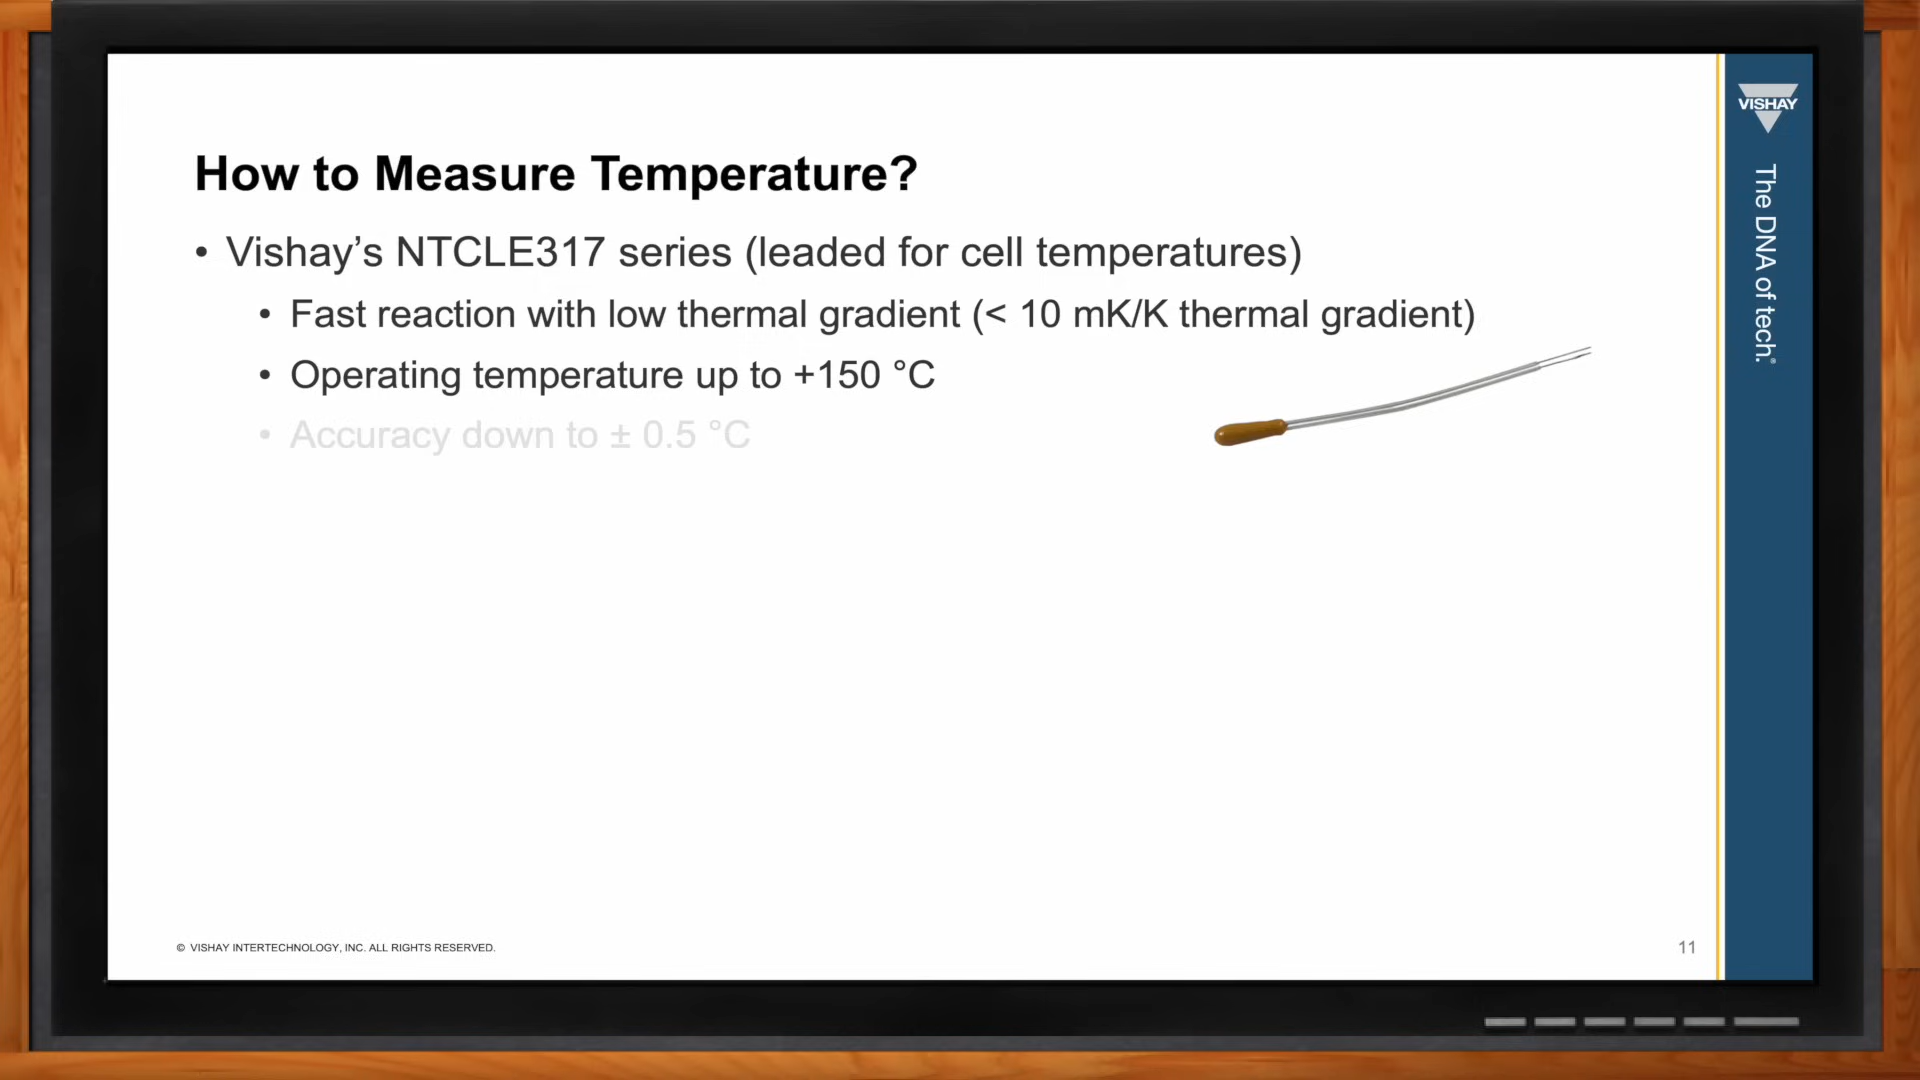 How to Measure Temperature?
• Vishay’s NTCLE317 series (leaded for cell temperatures)
• Fast reaction with low thermal gradient (< 10 mK/K thermal gradient)
• Operating temperature up to +150 °C
• Accuracy down to ± 0.5 °C
© VISHAY INTERTECHNOLOGY, INC. ALL RIGHTS RESERVED.
11
VISHAY
The DNA of tech.®